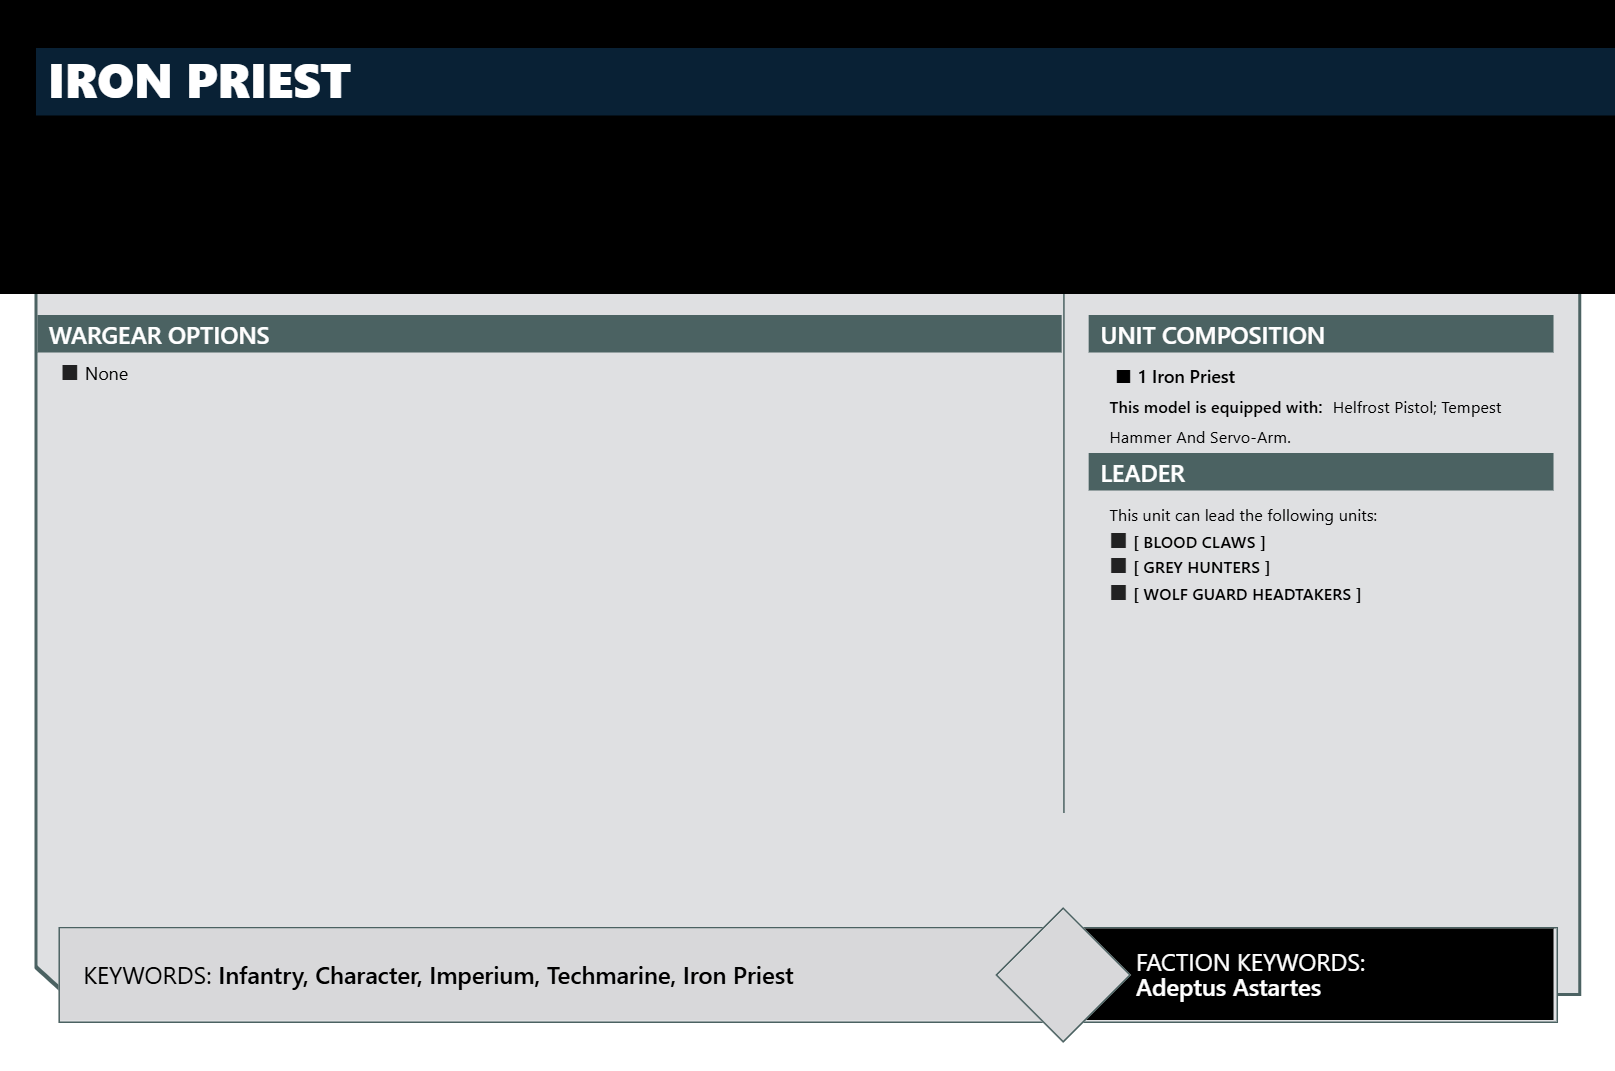 IRON PRIEST
WARGEAR OPTIONS
None
UNIT COMPOSITION
1 Iron Priest
This model is equipped with: Helfrost Pistol; Tempest
Hammer And Servo-Arm.
LEADER
This unit can lead the following units:
[ BLOOD CLAWS ]
[ GREY HUNTERS ]
[ WOLF GUARD HEADTAKERS ]
KEYWORDS: Infantry, Character, Imperium, Techmarine, Iron Priest
FACTION KEYWORDS:
Adeptus Astartes